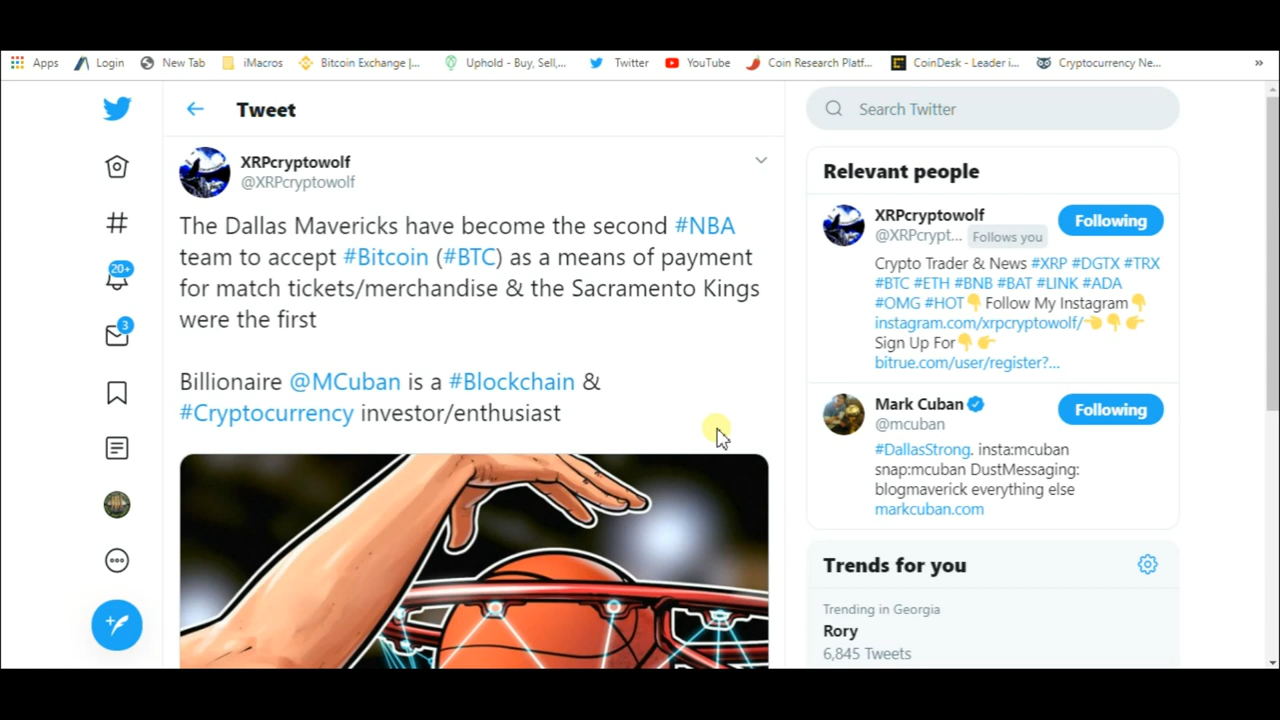 Apps Login New Tab iMacros Bitcoin Exchange |... Uphold - Buy, Sell,... Twitter YouTube Coin Research Platf... CoinDesk - Leader i... Cryptocurrency Ne... »
Tweet
Search Twitter
XRPcryptowolf
@XRPcryptowolf
The Dallas Mavericks have become the second #NBA
team to accept #Bitcoin (#BTC) as a means of payment
for match tickets/merchandise & the Sacramento Kings
were the first
Billionaire @MCuban is a #Blockchain &
#Cryptocurrency investor/enthusiast
20+
3
Relevant people
XRPcryptowolf
@XRPcrypt... Follows you
Following
Crypto Trader & News #XRP #DGTX #TRX
#BTC #ETH #BNB #BAT #LINK #ADA
#OMG #HOT👇Follow My Instagram👇
instagram.com/xrpcryptowolf/👈👇👉
Sign Up For👇👉
bitrue.com/user/register?...
Mark Cuban
@mcuban
Following
#DallasStrong. insta:mcuban
snap:mcuban DustMessaging:
blogmaverick everything else
markcuban.com
Trends for you
Trending in Georgia
Rory
6,845 Tweets